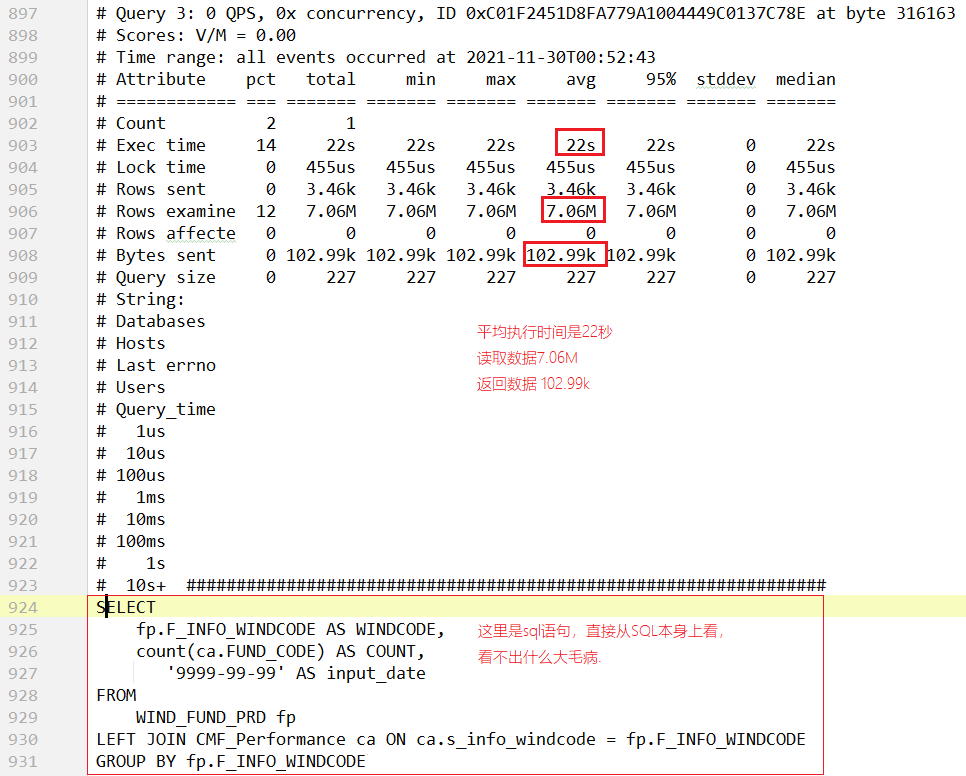 897 # Query 3: 0 QPS, 0x concurrency, ID 0xC01F2451D8FA779A1004449C0137C78E at byte 316163
898 # Scores: V/M = 0.00
899 # Time range: all events occurred at 2021-11-30T00:52:43
900 # Attribute    pct   total     min     max     avg     95%  stddev  median
901 # ============ === ======= ======= ======= ======= ======= ======= =======
902 # Count          2       1
903 # Exec time     14     22s     22s     22s     22s     22s       0     22s
904 # Lock time      0   455us   455us   455us   455us   455us       0   455us
905 # Rows sent      0   3.46k   3.46k   3.46k   3.46k   3.46k       0   3.46k
906 # Rows examine  12   7.06M   7.06M   7.06M   7.06M   7.06M       0   7.06M
907 # Rows affecte   0       0       0       0       0       0       0       0
908 # Bytes sent     0 102.99k 102.99k 102.99k 102.99k 102.99k       0 102.99k
909 # Query size     0     227     227     227     227     227       0     227
910 # String:
911 # Databases
平均执行时间是22秒
912 # Hosts
读取数据7.06M
913 # Last errno
914 # Users
返回数据 102.99k
915 # Query_time
916 #   1us
917 #  10us
918 # 100us
919 #   1ms
920 #  10ms
921 # 100ms
922 #    1s
923 #  10s+  ################################################################
924 SELECT
925     fp.F_INFO_WINDCODE AS WINDCODE,
这里是sql语句，直接从SQL本身上看，
926     count(ca.FUND_CODE) AS COUNT,
看不出什么大毛病.
927        '9999-99-99' AS input_date
928 FROM
929     WIND_FUND_PRD fp
930 LEFT JOIN CMF_Performance ca ON ca.s_info_windcode = fp.F_INFO_WINDCODE
931 GROUP BY fp.F_INFO_WINDCODE